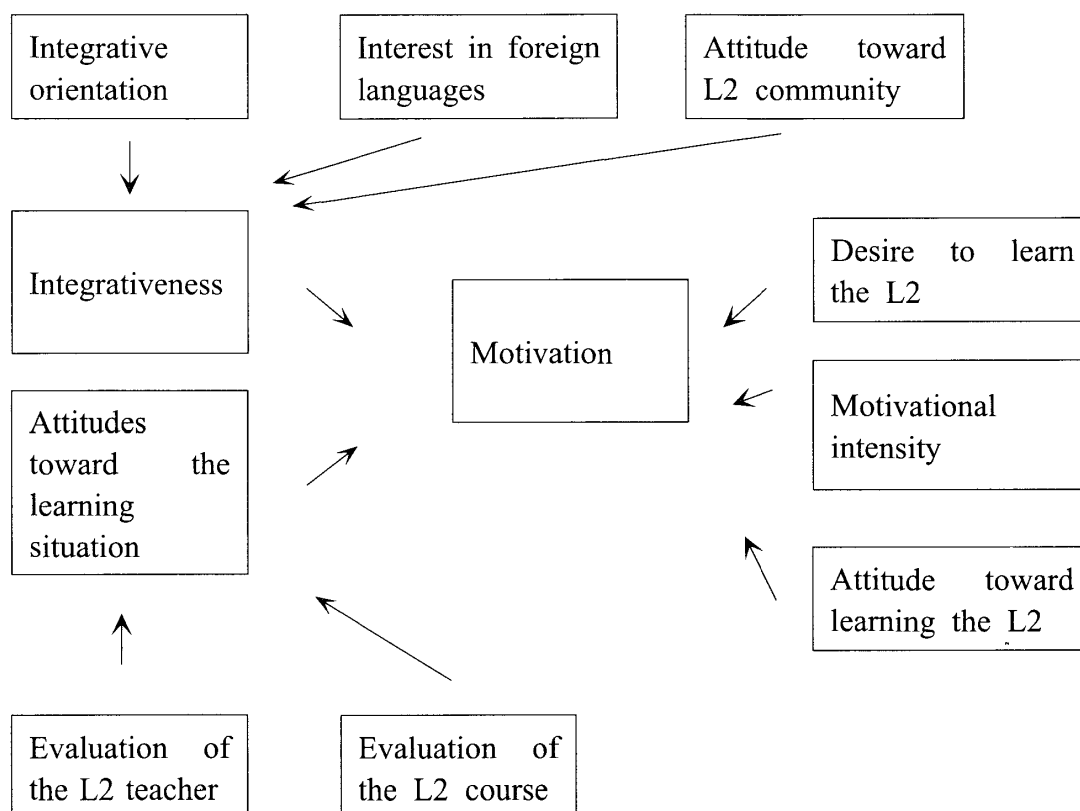 Integrative
orientation
Interest in foreign
languages
Attitude toward
L2 community
Integrativeness
Motivation
Desire to learn
the L2
Attitudes
toward the
learning
situation
Motivational
intensity
Attitude toward
learning the L2
Evaluation of
the L2 teacher
Evaluation of
the L2 course